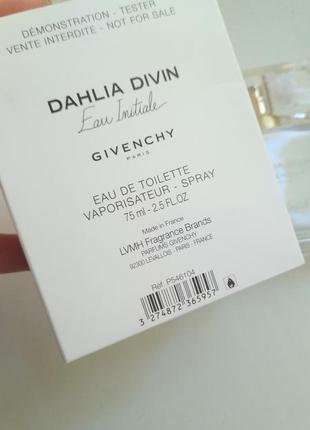 DÉMONSTRATION - TESTER
VENTE INTERDITE - NOT FOR SALE
DAHLIA DIVIN
Eau Initiale
GIVENCHY
PARIS
EAU DE TOILETTE
VAPORISATEUR - SPRAY
75 ml - 2.5 FL.OZ
Made in France
LVMH Fragrance Brands
PARFUMS GIVENCHY
92300 LEVALLOIS - PARIS - FRANCE
Réf. P546104
3 274872 365957